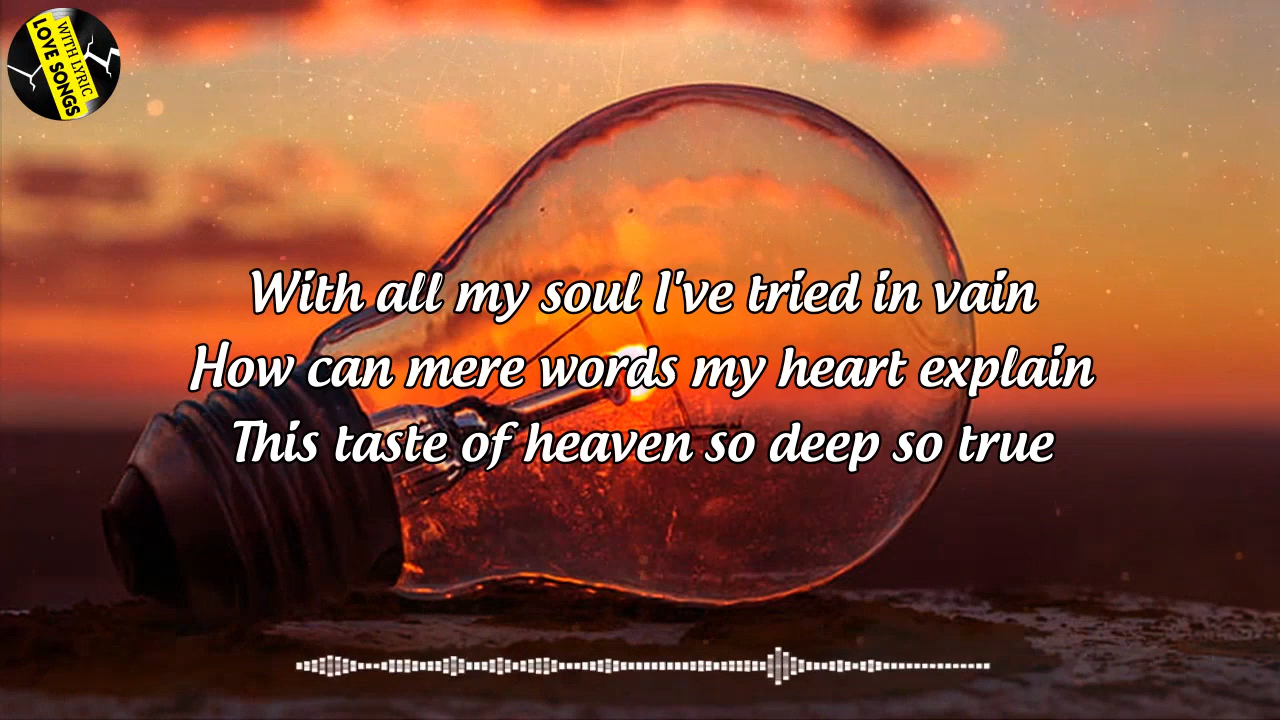 WITH LYRIC
LOVE SONGS
With all my soul I've tried in vain
How can mere words my heart explain
This taste of heaven so deep so true